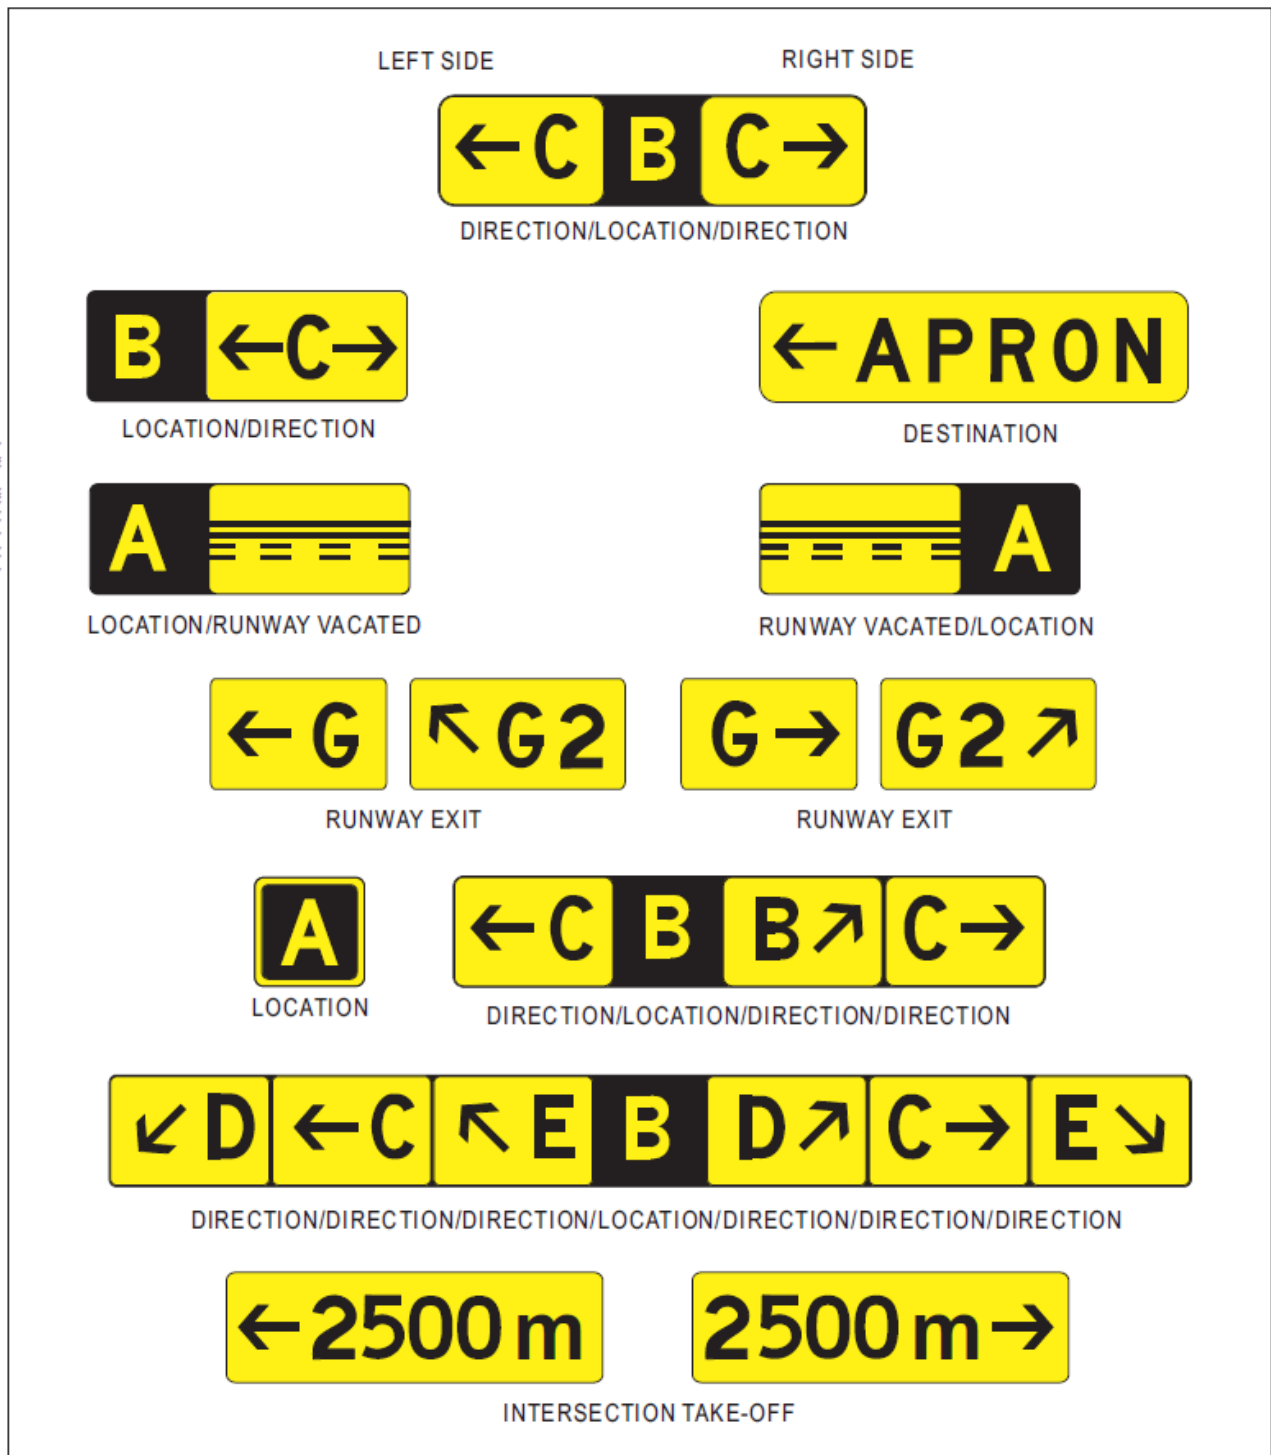 LEFT SIDE RIGHT SIDE
←C B C→
DIRECTION/LOCATION/DIRECTION
B ←C→
←APRON
LOCATION/DIRECTION
DESTINATION
A
A
LOCATION/RUNWAY VACATED
RUNWAY VACATED/LOCATION
←G ↖G2 G→ G2↗
RUNWAY EXIT RUNWAY EXIT
A
←C B B↗ C→
LOCATION
DIRECTION/LOCATION/DIRECTION/DIRECTION
↙D ←C ↖E B D↗ C→ E↘
DIRECTION/DIRECTION/DIRECTION/LOCATION/DIRECTION/DIRECTION/DIRECTION
←2500m 2500m→
INTERSECTION TAKE-OFF